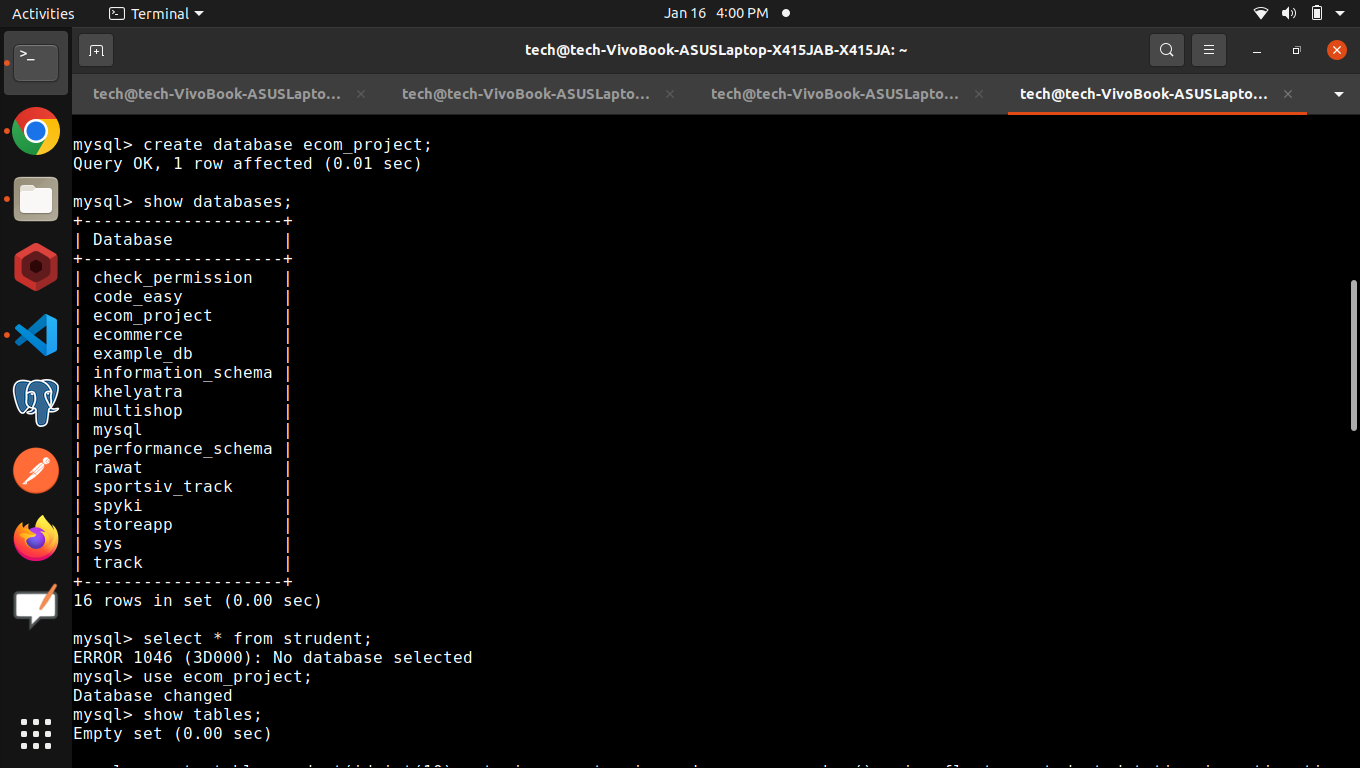 Activities Terminal Jan 16 4:00 PM
tech@tech-VivoBook-ASUSLaptop-X415JAB-X415JA: ~
tech@tech-VivoBook-ASUSLapto... tech@tech-VivoBook-ASUSLapto... tech@tech-VivoBook-ASUSLapto... tech@tech-VivoBook-ASUSLapto...
mysql> create database ecom_project;
Query OK, 1 row affected (0.01 sec)
mysql> show databases;
+--------------------+
| Database           |
+--------------------+
| check_permission   |
| code_easy          |
| ecom_project       |
| ecommerce          |
| example_db         |
| information_schema |
| khelyatra          |
| multishop          |
| mysql              |
| performance_schema |
| rawat              |
| sportsiv_track     |
| spyki              |
| storeapp           |
| sys                |
| track              |
+--------------------+
16 rows in set (0.00 sec)
mysql> select * from strudent;
ERROR 1046 (3D000): No database selected
mysql> use ecom_project;
Database changed
mysql> show tables;
Empty set (0.00 sec)